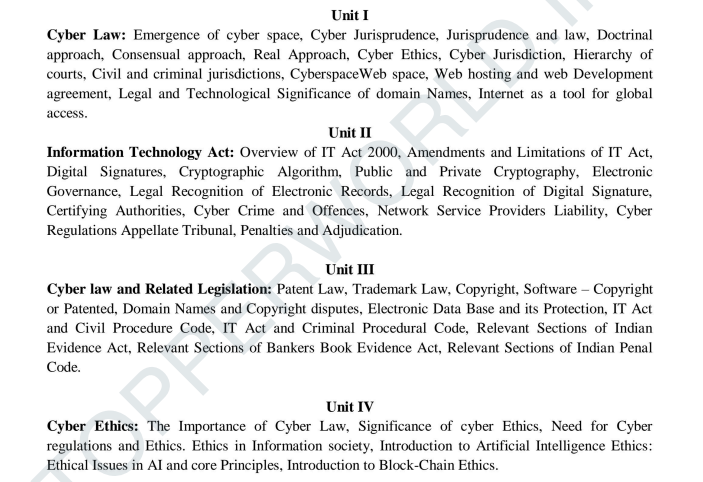 Unit I
Cyber Law: Emergence of cyber space, Cyber Jurisprudence, Jurisprudence and law, Doctrinal
approach, Consensual approach, Real Approach, Cyber Ethics, Cyber Jurisdiction, Hierarchy of
courts, Civil and criminal jurisdictions, CyberspaceWeb space, Web hosting and web Development
agreement, Legal and Technological Significance of domain Names, Internet as a tool for global
access.
Unit II
Information Technology Act: Overview of IT Act 2000, Amendments and Limitations of IT Act,
Digital Signatures, Cryptographic Algorithm, Public and Private Cryptography, Electronic
Governance, Legal Recognition of Electronic Records, Legal Recognition of Digital Signature,
Certifying Authorities, Cyber Crime and Offences, Network Service Providers Liability, Cyber
Regulations Appellate Tribunal, Penalties and Adjudication.
Unit III
Cyber law and Related Legislation: Patent Law, Trademark Law, Copyright, Software – Copyright
or Patented, Domain Names and Copyright disputes, Electronic Data Base and its Protection, IT Act
and Civil Procedure Code, IT Act and Criminal Procedural Code, Relevant Sections of Indian
Evidence Act, Relevant Sections of Bankers Book Evidence Act, Relevant Sections of Indian Penal
Code.
Unit IV
Cyber Ethics: The Importance of Cyber Law, Significance of cyber Ethics, Need for Cyber
regulations and Ethics. Ethics in Information society, Introduction to Artificial Intelligence Ethics:
Ethical Issues in AI and core Principles, Introduction to Block-Chain Ethics.
TOPPERWORLD.I